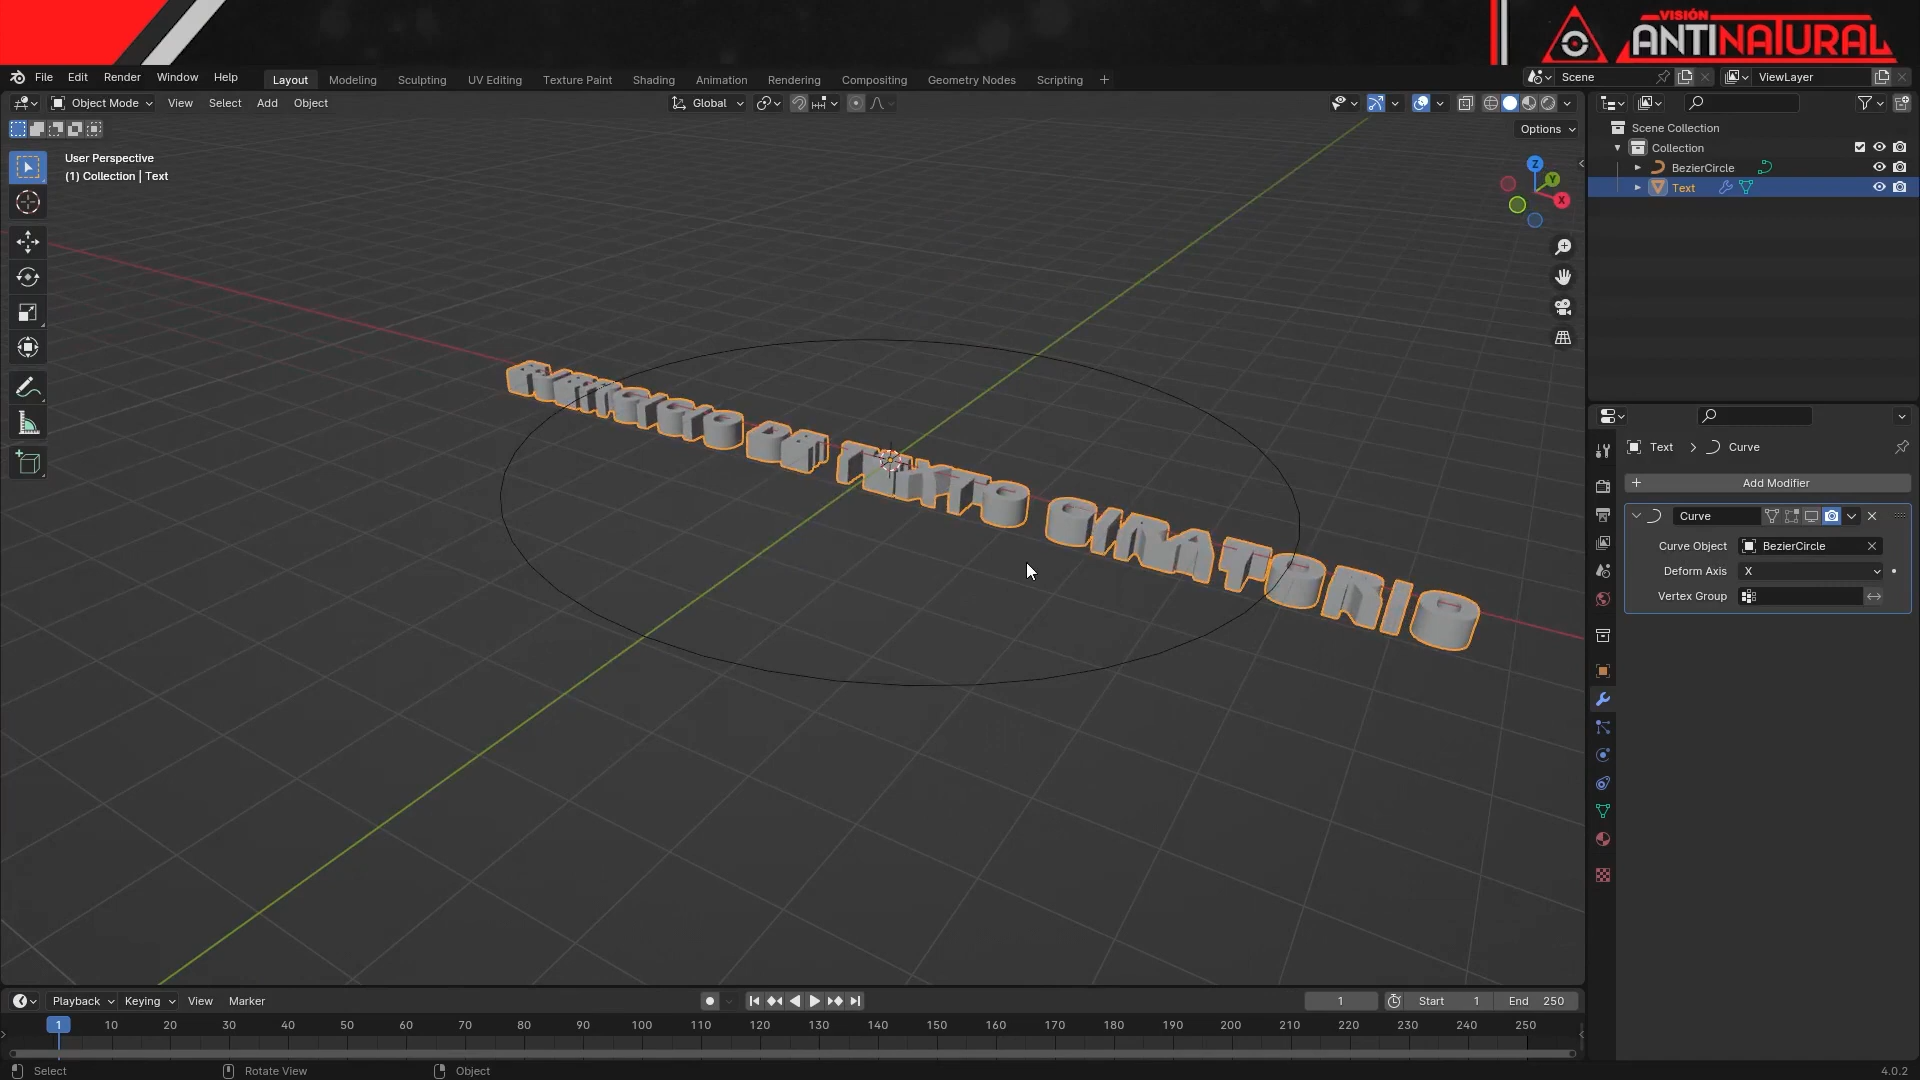 VISIÓN
ANTINATURAL
File Edit Render Window Help
Layout Modeling Sculpting UV Editing Texture Paint Shading Animation Rendering Compositing Geometry Nodes Scripting +
Scene
ViewLayer
Object Mode View Select Add Object
Global
Options
User Perspective
(1) Collection | Text
Z
Y
X
Scene Collection
Collection
BezierCircle
Text
TEXTO
Text > Curve
+ Add Modifier
Curve
Curve Object BezierCircle
Deform Axis X
Vertex Group
Playback Keying View Marker
1
Start 1 End 250
1 10 20 30 40 50 60 70 80 90 100 110 120 130 140 150 160 170 180 190 200 210 220 230 240 250
Select Rotate View Object
4.0.2